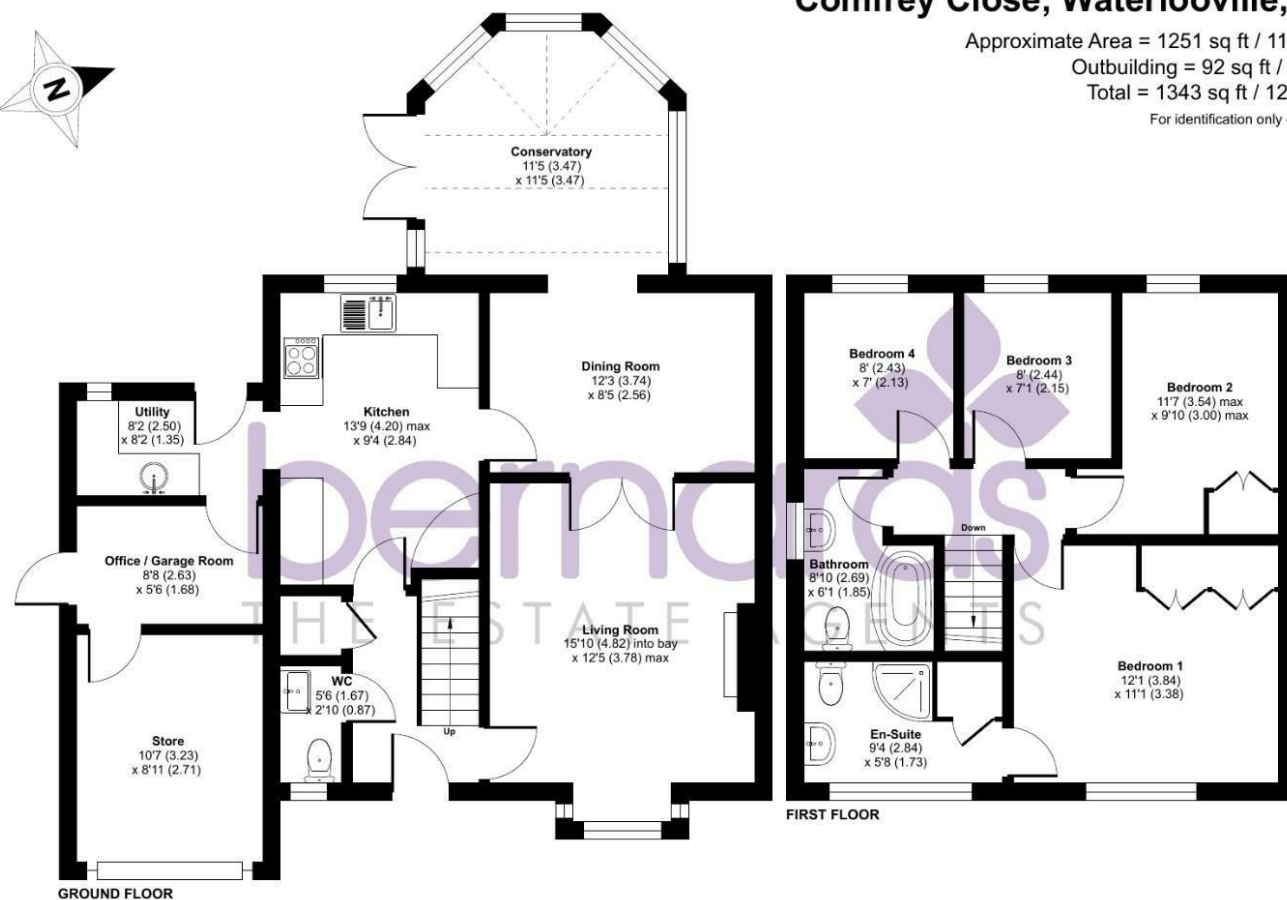 Comfrey Close, Waterlooville,
Approximate Area = 1251 sq ft / 11
Outbuilding = 92 sq ft /
Total = 1343 sq ft / 12
For identification only -
N
Conservatory
11'5 (3.47)
x 11'5 (3.47)
Utility
8'2 (2.50)
x 8'2 (1.35)
Kitchen
13'9 (4.20) max
x 9'4 (2.84)
Dining Room
12'3 (3.74)
x 8'5 (2.56)
Office / Garage Room
8'8 (2.63)
x 5'6 (1.68)
Living Room
15'10 (4.82) into bay
x 12'5 (3.78) max
WC
5'6 (1.67)
x 2'10 (0.87)
Up
Store
10'7 (3.23)
x 8'11 (2.71)
GROUND FLOOR
Bedroom 4
8' (2.43)
x 7' (2.13)
Bedroom 3
8' (2.44)
x 7'1 (2.15)
Bedroom 2
11'7 (3.54) max
x 9'10 (3.00) max
Down
Bathroom
8'10 (2.69)
x 6'1 (1.85)
Bedroom 1
12'1 (3.84)
x 11'1 (3.38)
En-Suite
9'4 (2.84)
x 5'8 (1.73)
FIRST FLOOR
bernards
THE ESTATE AGENTS